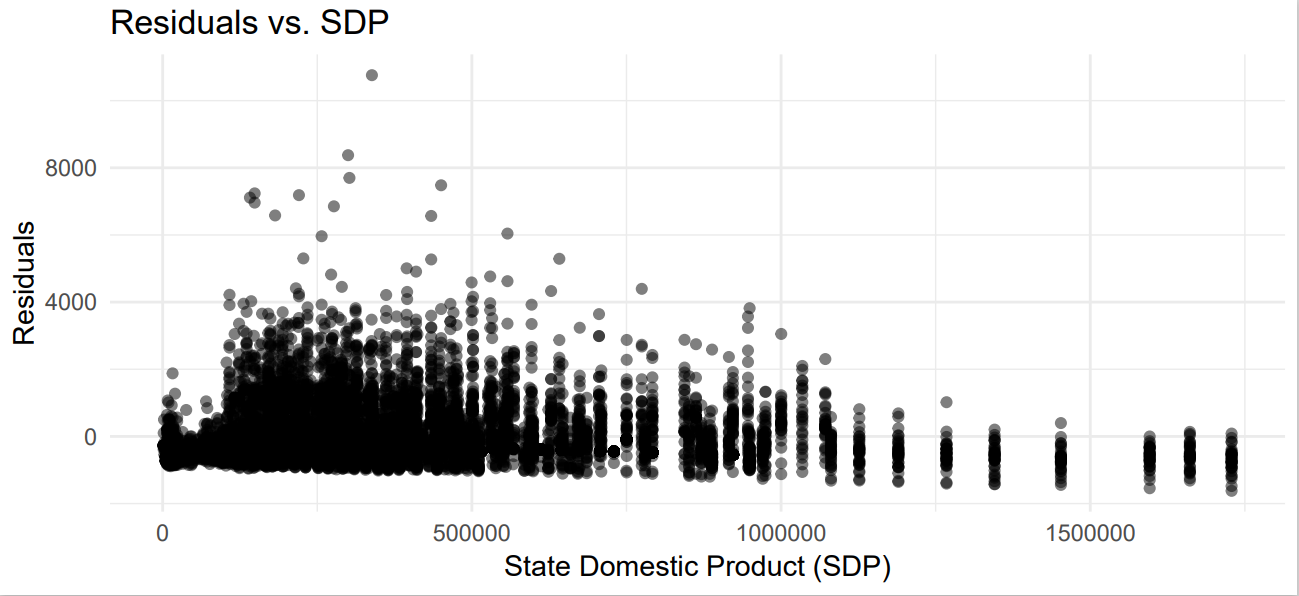 Residuals vs. SDP
8000
4000
0
Residuals
0 500000 1000000 1500000
State Domestic Product (SDP)